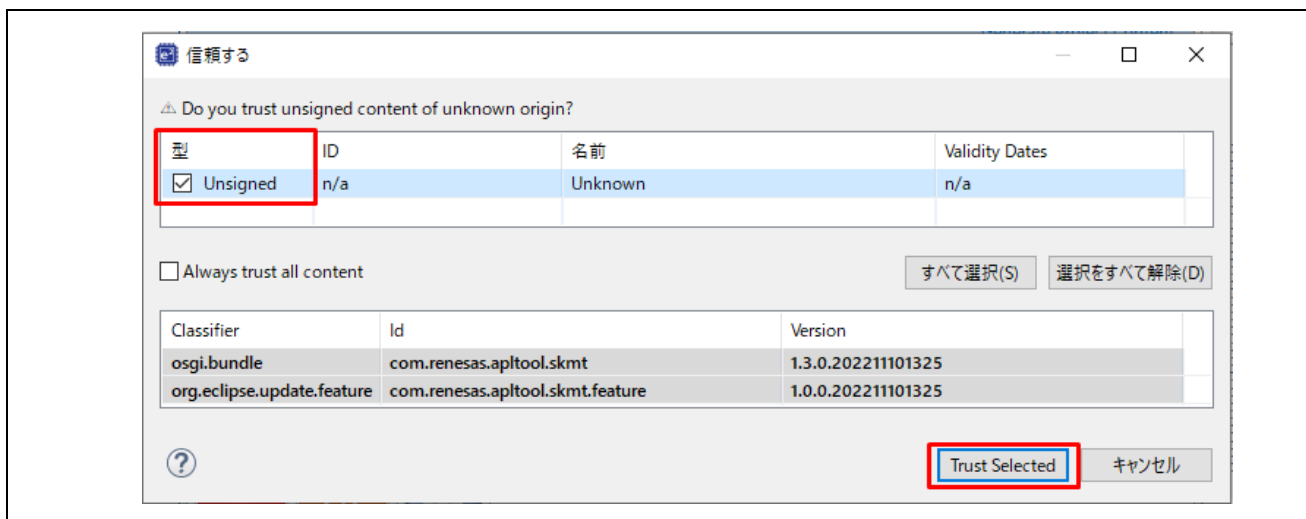 信頼する
Do you trust unsigned content of unknown origin?
型 ID 名前 Validity Dates
Unsigned n/a Unknown n/a
Always trust all content すべて選択(S) 選択をすべて解除(D)
Classifier Id Version
osgi.bundle com.renesas.apltool.skmt 1.3.0.202211101325
org.eclipse.update.feature com.renesas.apltool.skmt.feature 1.0.0.202211101325
Trust Selected キャンセル